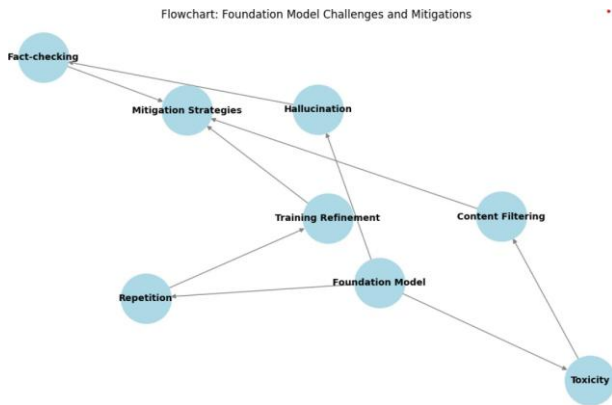 Flowchart: Foundation Model Challenges and Mitigations
Fact-checking
Mitigation Strategies
Hallucination
Training Refinement
Content Filtering
Foundation Model
Repetition
Toxicity